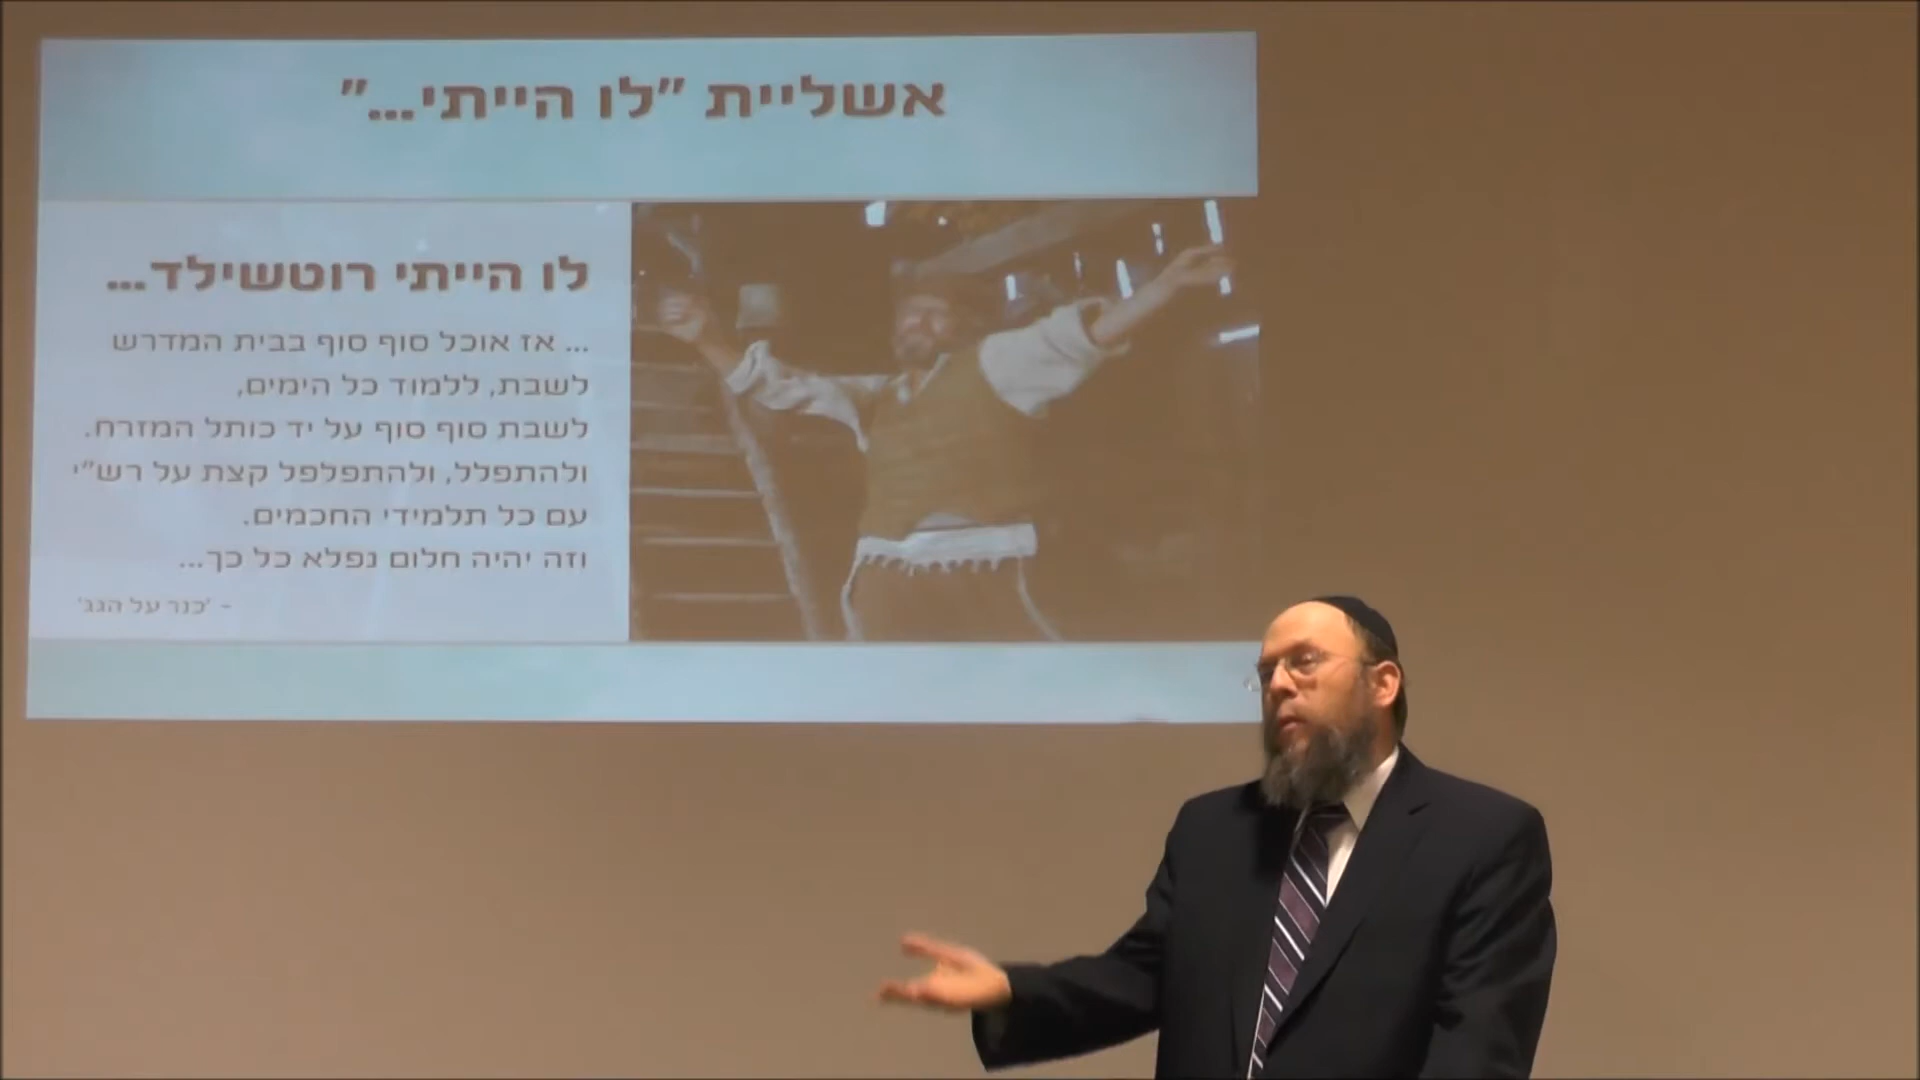 אשליית "לו הייתי..."
לו הייתי רוטשילד...
... אז אוכל סוף סוף בבית המדרש
לשבת, ללמוד כל הימים,
לשבת סוף סוף על יד כותל המזרח.
ולהתפלל, ולהתפלפל קצת על רש"י
עם כל תלמידי החכמים.
וזה יהיה חלום נפלא כל כך...
- 'כנר על הגג'